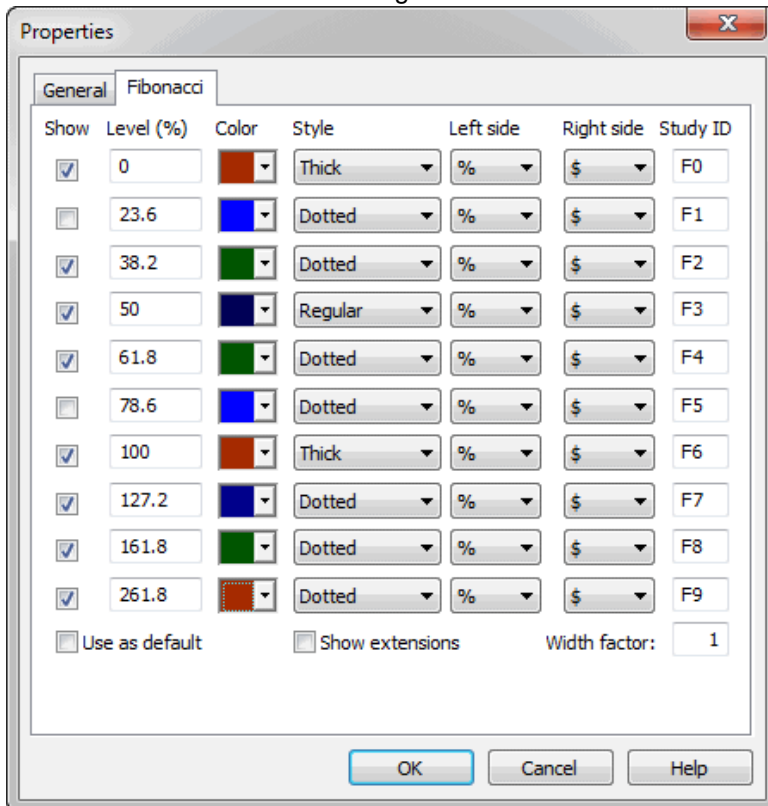 Properties
General Fibonacci
Show Level (%) Color Style Left side Right side Study ID
0 Thick % $ F0
23.6 Dotted % $ F1
38.2 Dotted % $ F2
50 Regular % $ F3
61.8 Dotted % $ F4
78.6 Dotted % $ F5
100 Thick % $ F6
127.2 Dotted % $ F7
161.8 Dotted % $ F8
261.8 Dotted % $ F9
Use as default Show extensions Width factor: 1
OK Cancel Help